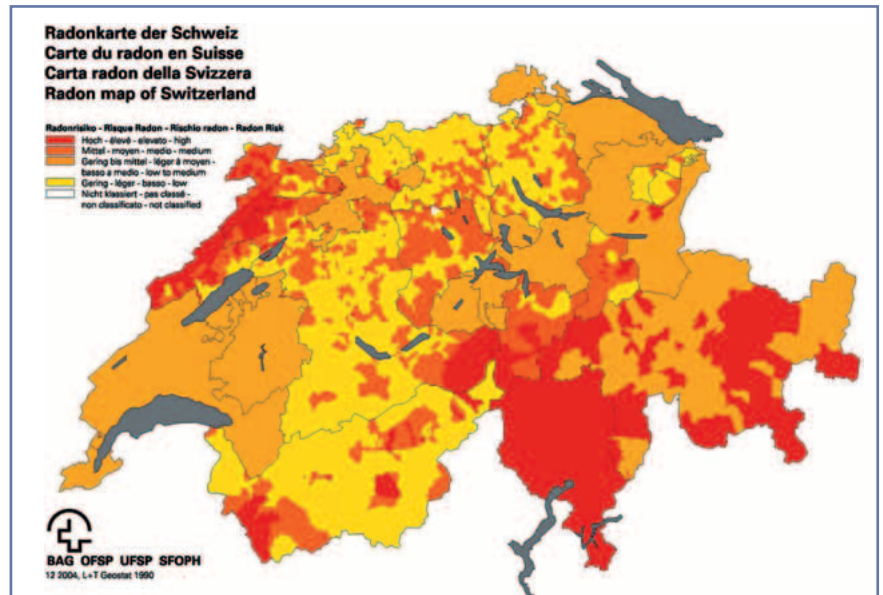 Radonkarte der Schweiz
Carte du radon en Suisse
Carta radon della Svizzera
Radon map of Switzerland
Radonrisiko - Risque Radon - Rischio radon - Radon Risk
Hoch - élevé - elevato - high
Mittel - moyen - medio - medium
Gering bis mittel - léger à moyen -
basso a medio - low to medium
Gering - léger - basso - low
Nicht klassiert - pas classé -
non classificato - not classified
BAG OFSP UFSP SFOPH
12 2004, L+T Geostat 1990